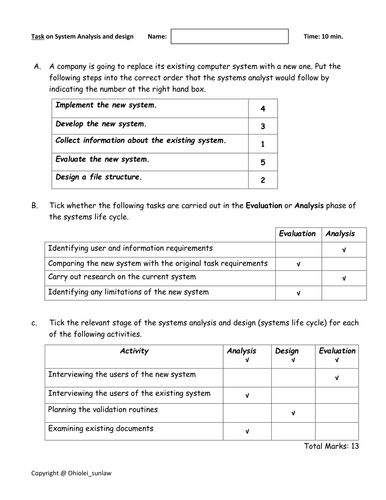 Task on System Analysis and design Name: Time: 10 min.
A. A company is going to replace its existing computer system with a new one. Put the
following steps into the correct order that the systems analyst would follow by
indicating the number at the right hand box.
Implement the new system. 4
Develop the new system. 3
Collect information about the existing system. 1
Evaluate the new system. 5
Design a file structure. 2
B. Tick whether the following tasks are carried out in the Evaluation or Analysis phase of
the systems life cycle.
Evaluation Analysis
Identifying user and information requirements √
Comparing the new system with the original task requirements √
Carry out research on the current system √
Identifying any limitations of the new system √
c. Tick the relevant stage of the systems analysis and design (systems life cycle) for each
of the following activities.
Activity Analysis Design Evaluation
√ √ √
Interviewing the users of the new system √
Interviewing the users of the existing system √
Planning the validation routines √
Examining existing documents √
Total Marks: 13
Copyright @ Ohiolei_sunlaw